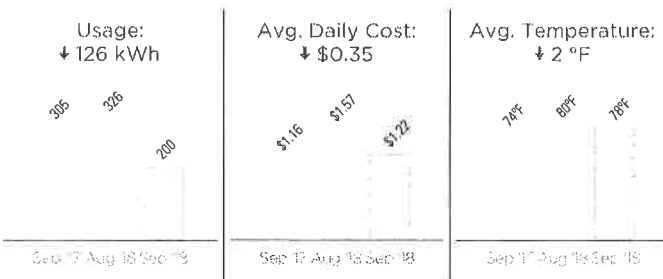 Usage:
↓ 126 kWh
305 326 200
Sep '17 Aug '18 Sep '18
Avg. Daily Cost:
↓ $0.35
$1.16 $1.57 $1.22
Sep '17 Aug '18 Sep '18
Avg. Temperature:
↓ 2 °F
74°F 80°F 78°F
Sep '17 Aug '18 Sep '18